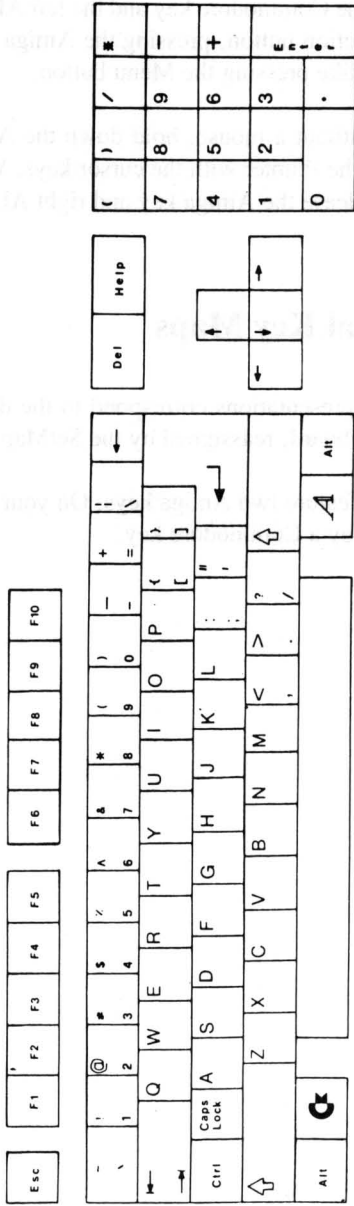 Esc F1 F2 F3 F4 F5 F6 F7 F8 F9 F10
~ ! @ # $ % ^ & * ( ) _ + ←
` 1 2 3 4 5 6 7 8 9 0 - =
Q W E R T Y U I O P { }
[ ]
Ctrl Caps Lock A S D F G H J K L : "
; '
Z X C V B N M < > ?
, . /
Alt A Alt
Del Help
↑
← ↓ →
) / *
7 8 9
4 5 6 +
1 2 3 Enter
0 .